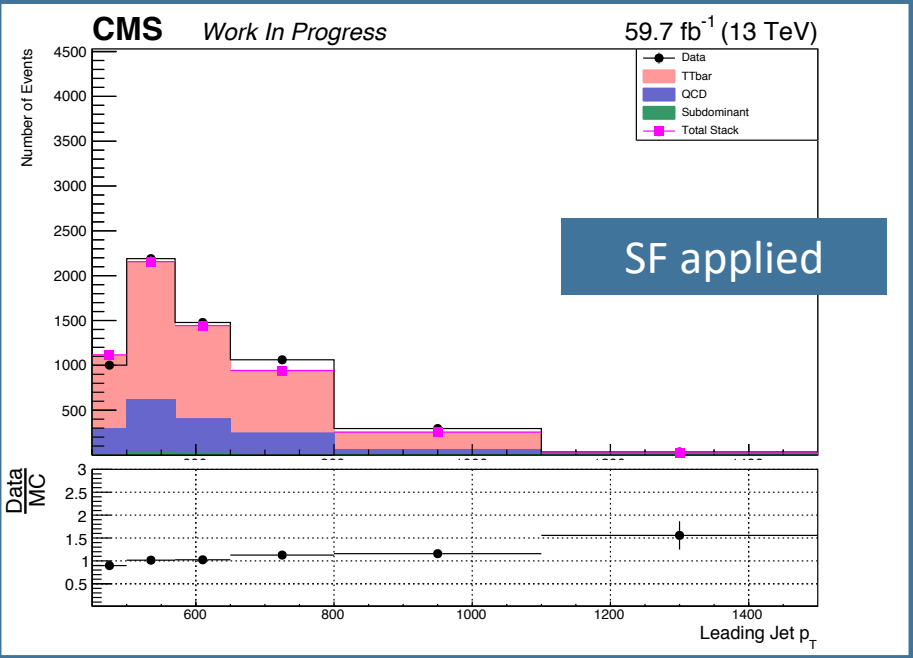 CMS Work In Progress 59.7 fb⁻¹ (13 TeV)
Number of Events
4500
4000
3500
3000
2500
2000
1500
1000
500
Data
TTbar
QCD
Subdominant
Total Stack
SF applied
Data
MC
3
2.5
2
1.5
1
0.5
600 800 1000 1200 1400
Leading Jet p_T